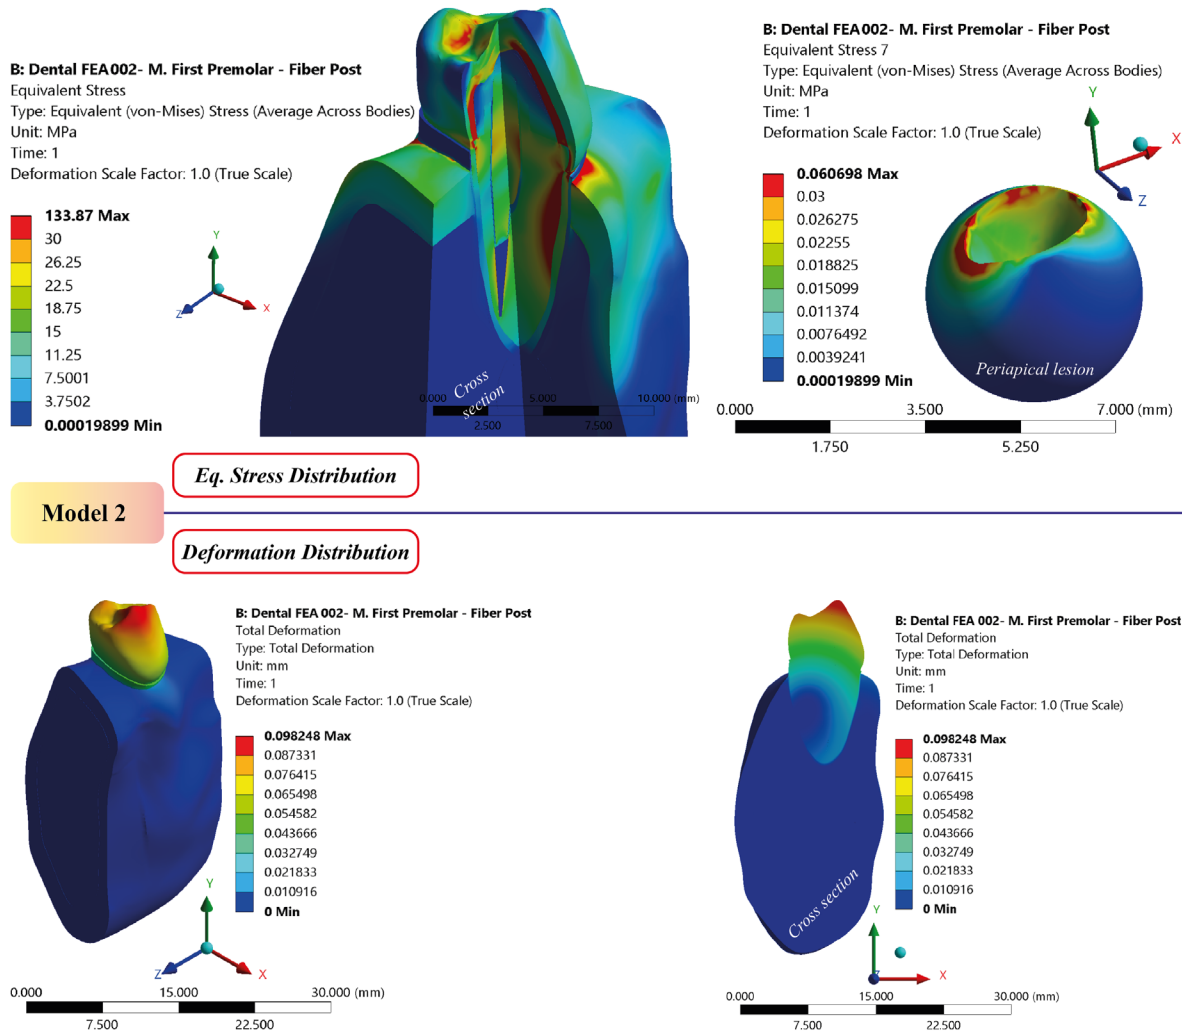 B: Dental FEA002- M. First Premolar - Fiber Post
Equivalent Stress
Type: Equivalent (von-Mises) Stress (Average Across Bodies)
Unit: MPa
Time: 1
Deformation Scale Factor: 1.0 (True Scale)
133.87 Max
30
26.25
22.5
18.75
15
11.25
7.5001
3.7502
0.00019899 Min
Y
X
Z
Cross
section
0.000
5.000
10.000 (mm)
2.500
7.500
B: Dental FEA002- M. First Premolar - Fiber Post
Equivalent Stress 7
Type: Equivalent (von-Mises) Stress (Average Across Bodies)
Unit: MPa
Time: 1
Deformation Scale Factor: 1.0 (True Scale)
0.060698 Max
0.03
0.026275
0.02255
0.018825
0.015099
0.011374
0.0076492
0.0039241
0.00019899 Min
Y
X
Z
Periapical lesion
0.000
3.500
7.000 (mm)
1.750
5.250
Eq. Stress Distribution
Model 2
Deformation Distribution
B: Dental FEA 002- M. First Premolar - Fiber Post
Total Deformation
Type: Total Deformation
Unit: mm
Time: 1
Deformation Scale Factor: 1.0 (True Scale)
0.098248 Max
0.087331
0.076415
0.065498
0.054582
0.043666
0.032749
0.021833
0.010916
0 Min
Y
Z
X
0.000
15.000
30.000 (mm)
7.500
22.500
B: Dental FEA 002- M. First Premolar - Fiber Post
Total Deformation
Type: Total Deformation
Unit: mm
Time: 1
Deformation Scale Factor: 1.0 (True Scale)
0.098248 Max
0.087331
0.076415
0.065498
0.054582
0.043666
0.032749
0.021833
0.010916
0 Min
Cross section
Y
Z
X
0.000
15.000
30.000 (mm)
7.500
22.500